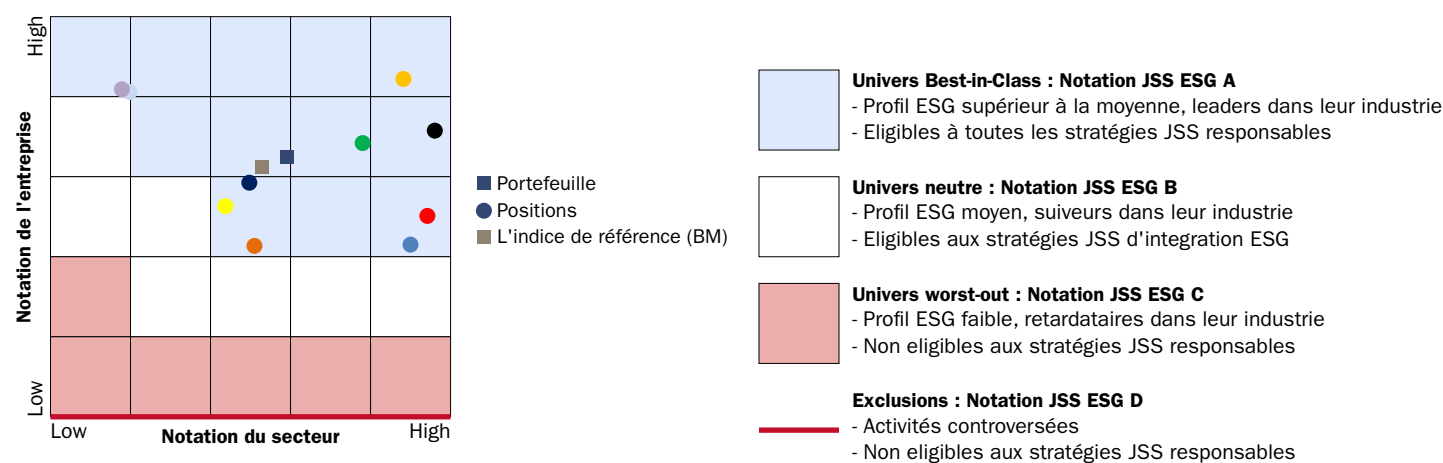 High
Notation de l'entreprise
Low
Low
Notation du secteur
High
Portefeuille
Positions
L'indice de référence (BM)
Univers Best-in-Class : Notation JSS ESG A
- Profil ESG supérieur à la moyenne, leaders dans leur industrie
- Eligibles à toutes les stratégies JSS responsables
Univers neutre : Notation JSS ESG B
- Profil ESG moyen, suiveurs dans leur industrie
- Eligibles aux stratégies JSS d'integration ESG
Univers worst-out : Notation JSS ESG C
- Profil ESG faible, retardataires dans leur industrie
- Non eligibles aux stratégies JSS responsables
Exclusions : Notation JSS ESG D
- Activités controversées
- Non eligibles aux stratégies JSS responsables